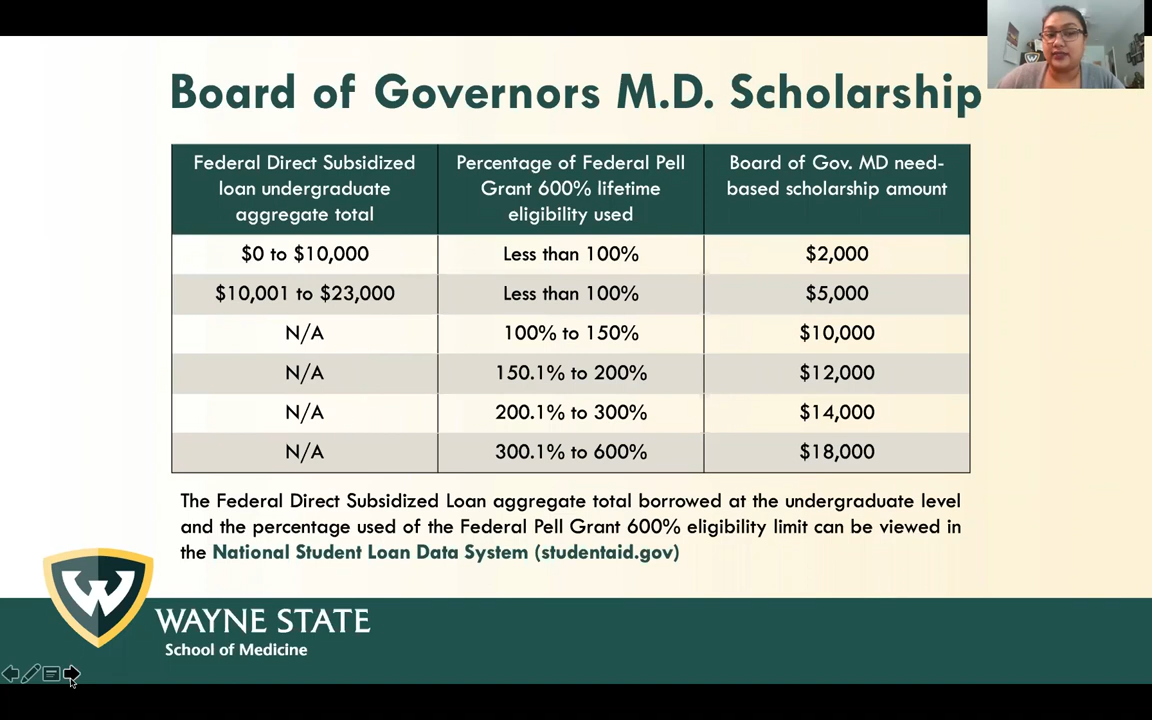 Board of Governors M.D. Scholarship
Federal Direct Subsidized
loan undergraduate
aggregate total
Percentage of Federal Pell
Grant 600% lifetime
eligibility used
Board of Gov. MD need-
based scholarship amount
$0 to $10,000
Less than 100%
$2,000
$10,001 to $23,000
Less than 100%
$5,000
N/A
100% to 150%
$10,000
N/A
150.1% to 200%
$12,000
N/A
200.1% to 300%
$14,000
N/A
300.1% to 600%
$18,000
The Federal Direct Subsidized Loan aggregate total borrowed at the undergraduate level
and the percentage used of the Federal Pell Grant 600% eligibility limit can be viewed in
the National Student Loan Data System (studentaid.gov)
W
WAYNE STATE
School of Medicine